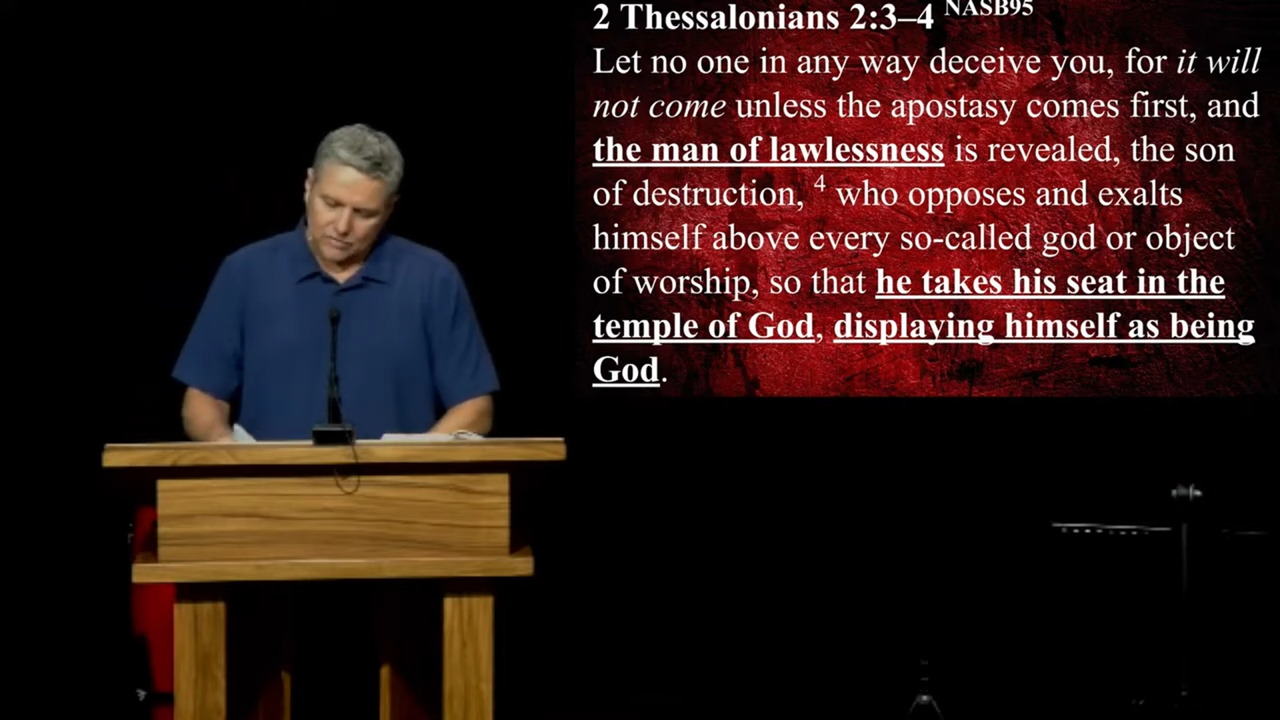 2 Thessalonians 2:3–4 NASB95
Let no one in any way deceive you, for it will
not come unless the apostasy comes first, and
the man of lawlessness is revealed, the son
of destruction, 4 who opposes and exalts
himself above every so-called god or object
of worship, so that he takes his seat in the
temple of God, displaying himself as being
God.